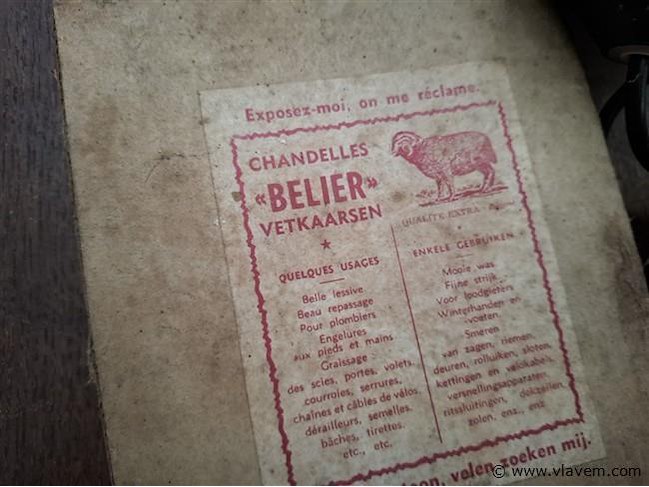 Exposez-moi, on me réclame.
CHANDELLES
«BELIER»
VETKAARSEN
QUALITÉ EXTRA
QUELQUES USAGES
Belle lessive
Beau repassage
Pour plombiers
Engelures
aux pieds et mains
Graissage
des scies, portes, volets,
courroies, serrures,
chaînes et câbles de vélos,
dérailleurs, semelles,
bâches, tirettes,
etc., etc.
ENKELE GEBRUIKEN
Mooie was
Fijne strijk
Voor loodgieters
Winterhanden en
voeten
Smeren
van zagen, riemen,
deuren, rolluiken, sloten,
kettingen en velokabels,
versnellingsapparaten,
ritssluitingen, dekzeilen,
zolen, enz., enz.
velen zoeken mij.
© www.vlavem.com